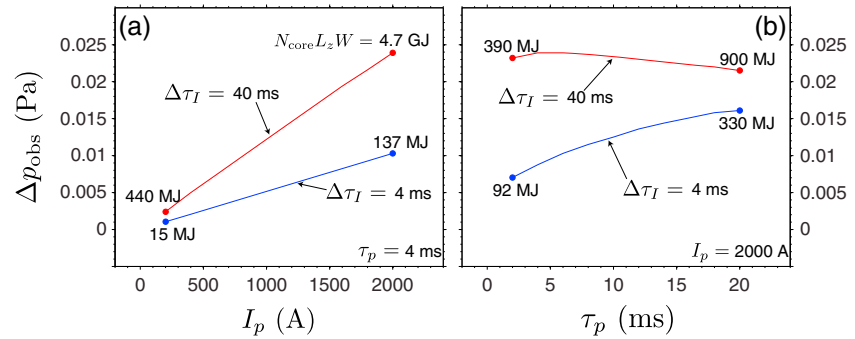 (a)
N_core L_z W = 4.7 GJ
Δτ_I = 40 ms
137 MJ
440 MJ
Δτ_I = 4 ms
15 MJ
τ_p = 4 ms
0.025
0.02
0.015
0.01
0.005
0
Δp_obs (Pa)
0 500 1000 1500 2000
I_p (A)
(b)
390 MJ
900 MJ
Δτ_I = 40 ms
330 MJ
92 MJ
Δτ_I = 4 ms
I_p = 2000 A
0.025
0.02
0.015
0.01
0.005
0
0 5 10 15 20
τ_p (ms)